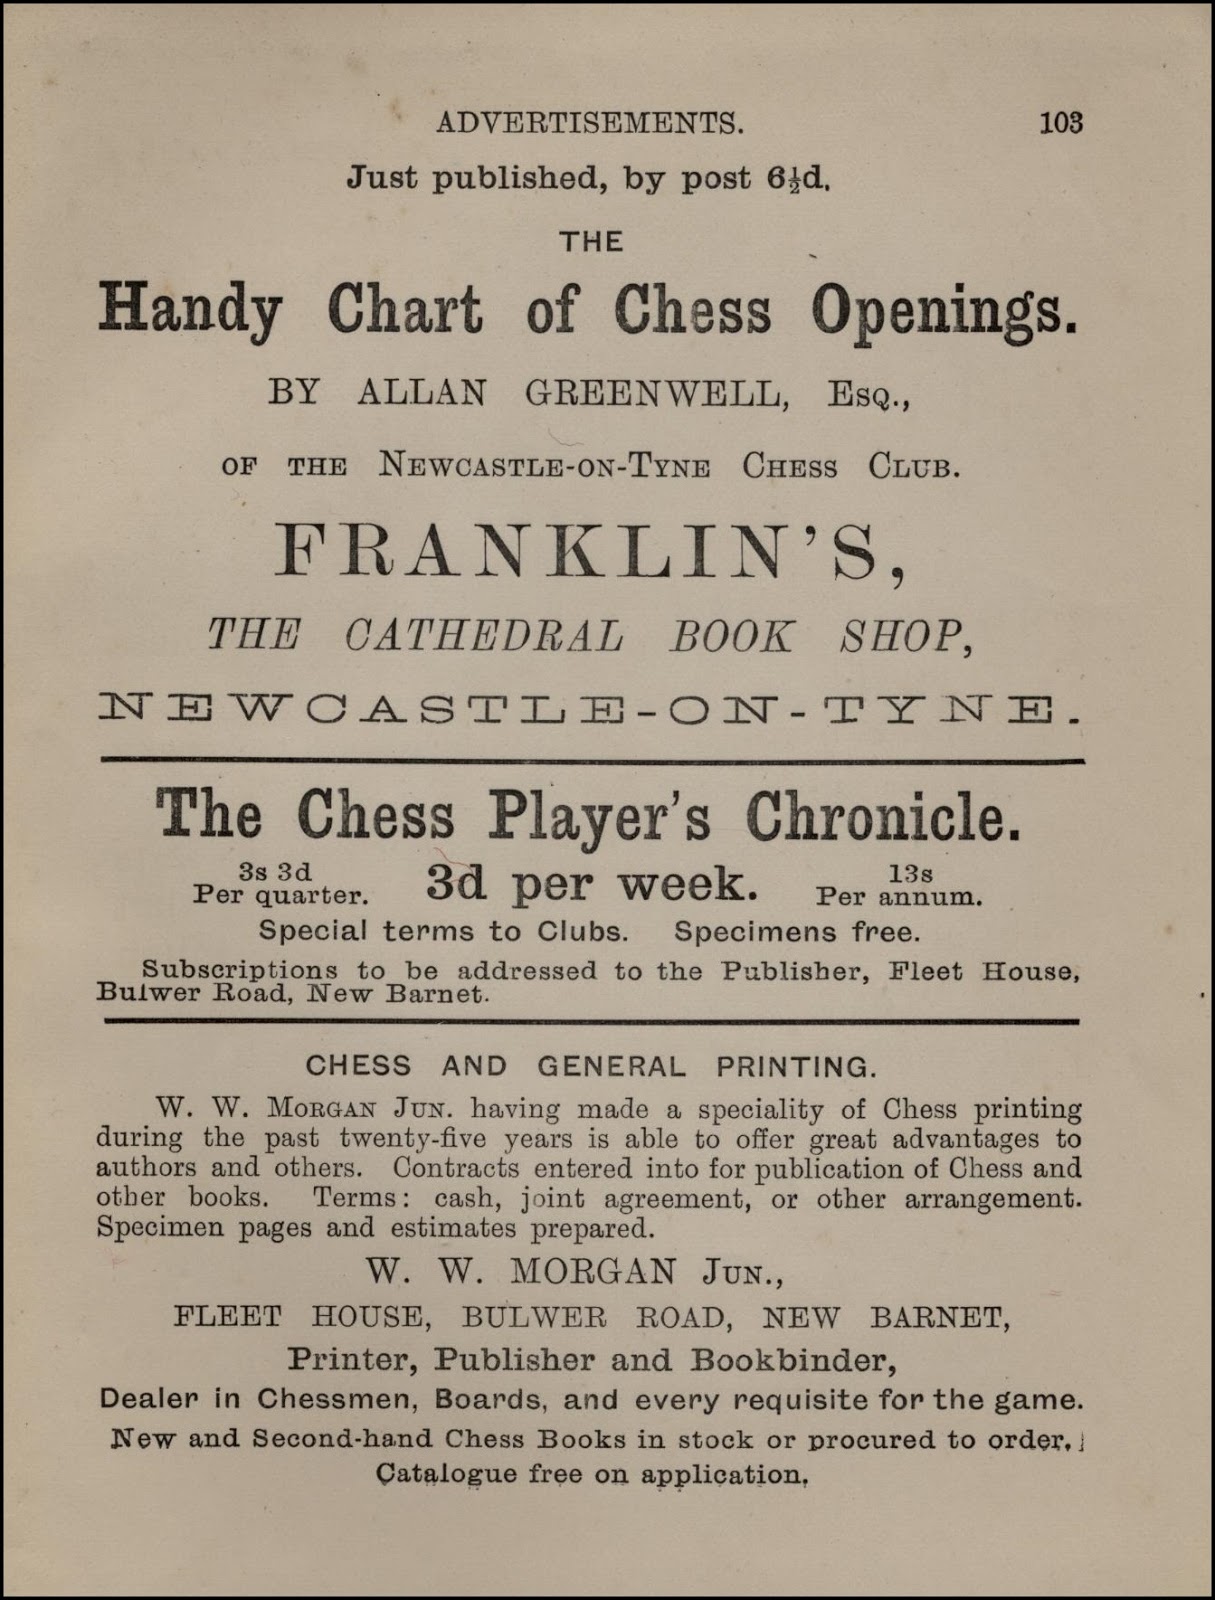 ADVERTISEMENTS. 103
Just published, by post 6½d.
THE
Handy Chart of Chess Openings.
BY ALLAN GREENWELL, Esq.,
OF THE NEWCASTLE-ON-TYNE CHESS CLUB.
FRANKLIN'S,
THE CATHEDRAL BOOK SHOP,
NEWCASTLE-ON-TYNE.
The Chess Player's Chronicle.
3s 3d
Per quarter.
3d per week.
13s
Per annum.
Special terms to Clubs. Specimens free.
Subscriptions to be addressed to the Publisher, Fleet House,
Bulwer Road, New Barnet.
CHESS AND GENERAL PRINTING.
W. W. MORGAN JUN. having made a speciality of Chess printing
during the past twenty-five years is able to offer great advantages to
authors and others. Contracts entered into for publication of Chess and
other books. Terms: cash, joint agreement, or other arrangement.
Specimen pages and estimates prepared.
W. W. MORGAN JUN.,
FLEET HOUSE, BULWER ROAD, NEW BARNET,
Printer, Publisher and Bookbinder,
Dealer in Chessmen, Boards, and every requisite for the game.
New and Second-hand Chess Books in stock or procured to order.
Catalogue free on application.